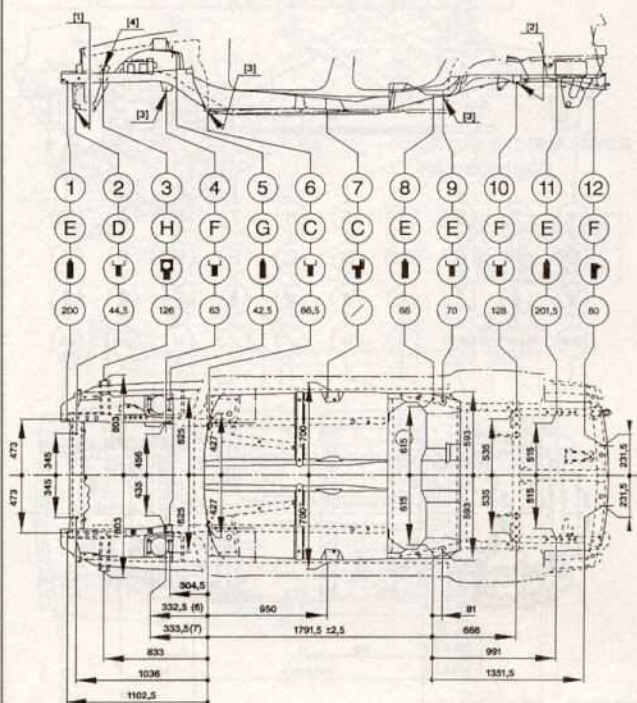 [1] [4] [2]
[3] [3] [3]
1 2 3 4 5 6 7 8 9 10 11 12
E D H F G C C E E F E F
200 44,5 126 63 42,5 66,5 66 70 128 201,5 60
803 625 427 700 615 593 535 515
473 345 456 231,5
473 345 435 231,5
803 625 427 700 615 593 535 515
304,5
332,5 (6) 950 81
333,5(7) 1791,5 ±2,5 666
833 991
1036 1351,5
1102,5